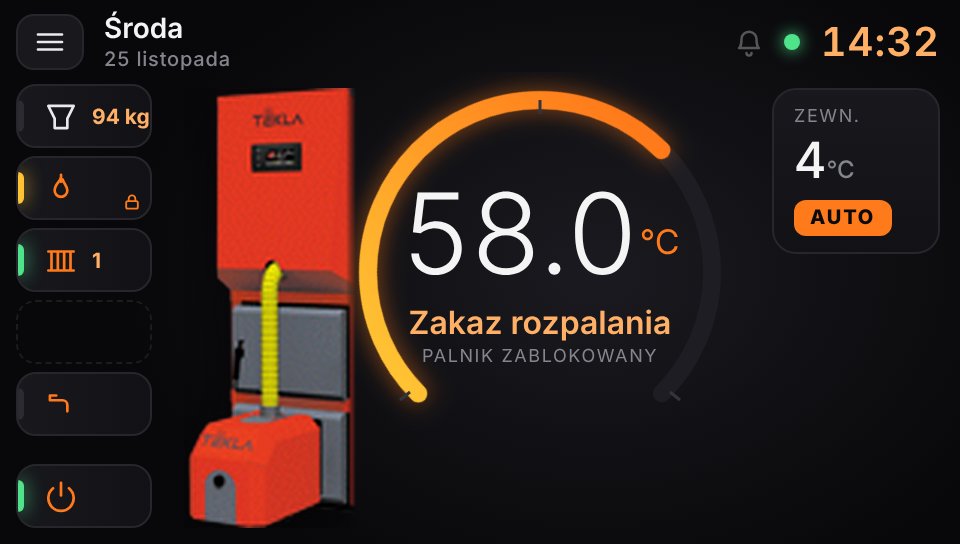 Środa
25 listopada
14:32
94 kg
1
TEKLA
TEKLA
58.0 °C
Zakaz rozpalania
PALNIK ZABLOKOWANY
ZEWN.
4°C
AUTO